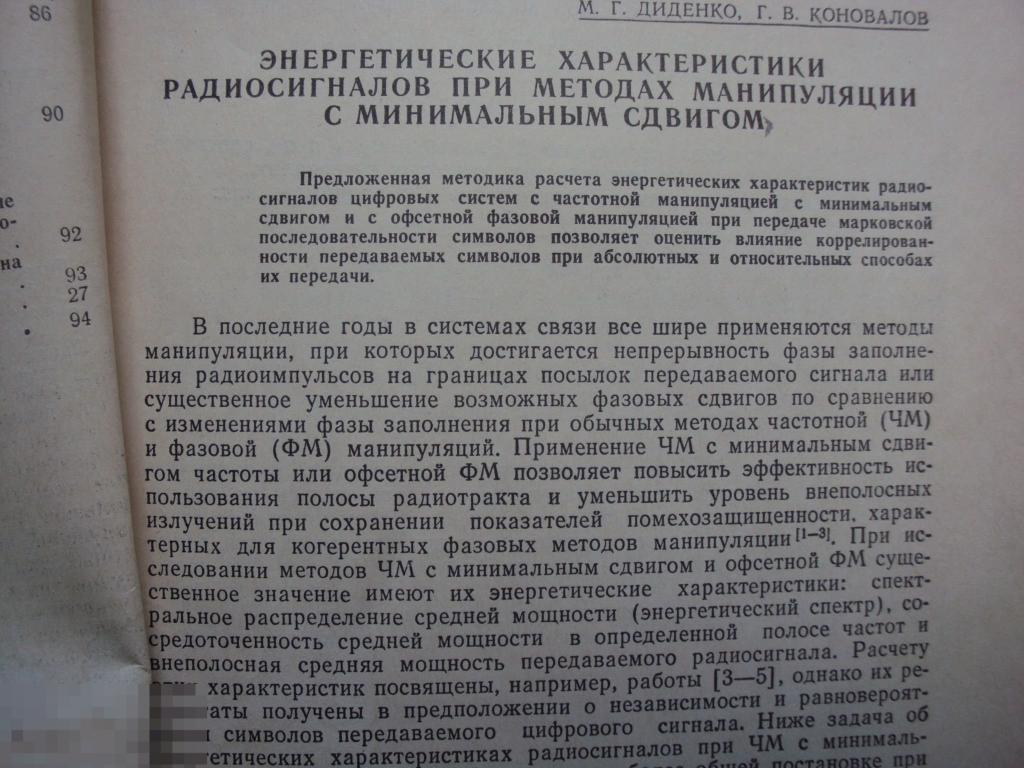 86
90
ие
о-
. 92
на
. 93
. 27
. 94
М. Г. ДИДЕНКО, Г. В. КОНОВАЛОВ
ЭНЕРГЕТИЧЕСКИЕ ХАРАКТЕРИСТИКИ
РАДИОСИГНАЛОВ ПРИ МЕТОДАХ МАНИПУЛЯЦИИ
С МИНИМАЛЬНЫМ СДВИГОМ
Предложенная методика расчета энергетических характеристик радио-
сигналов цифровых систем с частотной манипуляцией с минимальным
сдвигом и с офсетной фазовой манипуляцией при передаче марковской
последовательности символов позволяет оценить влияние коррелирован-
ности передаваемых символов при абсолютных и относительных способах
их передачи.
В последние годы в системах связи все шире применяются методы
манипуляции, при которых достигается непрерывность фазы заполне-
ния радиоимпульсов на границах посылок передаваемого сигнала или
существенное уменьшение возможных фазовых сдвигов по сравнению
с изменениями фазы заполнения при обычных методах частотной (ЧМ)
и фазовой (ФМ) манипуляций. Применение ЧМ с минимальным сдви-
гом частоты или офсетной ФМ позволяет повысить эффективность ис-
пользования полосы радиотракта и уменьшить уровень внеполосных
излучений при сохранении показателей помехозащищенности, харак-
терных для когерентных фазовых методов манипуляции [1—3]. При ис-
следовании методов ЧМ с минимальным сдвигом и офсетной ФМ суще-
ственное значение имеют их энергетические характеристики: спект-
ральное распределение средней мощности (энергетический спектр), со-
средоточенность средней мощности в определенной полосе частот и
внеполосная средняя мощность передаваемого радиосигнала. Расчету
характеристик посвящены, например, работы [3—5], однако их ре-
таты получены в предположении о независимости и равновероят-
и символов передаваемого цифрового сигнала. Ниже задача об
гетических характеристиках радиосигналов при ЧМ с минималь-
более общей постановке при